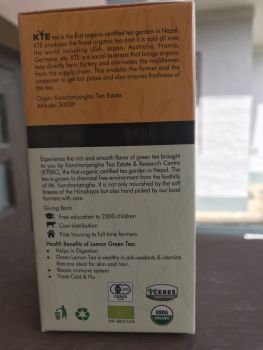 KTE tea is the first organic certified tea garden in Nepal.
KTE produces the finest organic tea and it is sold all over
the world including USA, Japan, Australia, France,
Germany, etc. KTE is a social business that brings organic
teas directly form factory and eliminates the middlemen
from the supplychain. This enables the farmer and the
consumer to get fair prices and also ensures freshness of
the tea.
Origin: Kanchanjangha Tea Estate
Altitude: 5000ft
Experience the rich and smooth flavor of green tea brought
to you by Kanchanjangha Tea Estate & Research Centre
(KTERC), the first organic certified tea garden in Nepal. The
tea is grown in chemical free environment from the foothills
of Mt. Kanchanjangha. It is not only nourished by the soft
breeze of the Himalaya but also hand picked by our local
farmers with care.
Giving Back
Free education to 2300 children
Cow distribution
Free housing to full time farmers
Health Benefits of Lemon Green Tea:
• Helps in Digestion
• Green Lemon Tea is wealthy in anti-oxidants & vitamins
that are ideal for skin and hair.
• Boosts immune system
• Treat Cold & Flu
JAS
CERES
CERTIFIED
USDA
ORGANIC